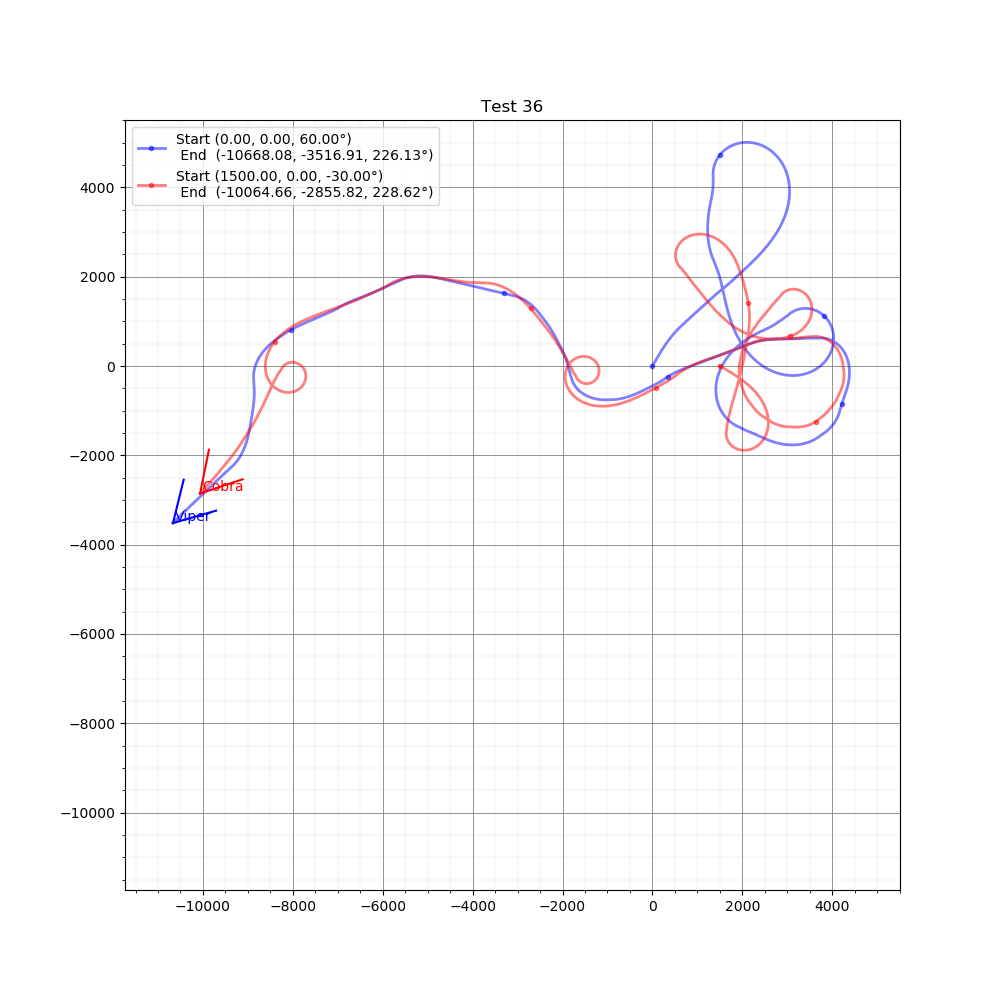 Test 36
Start (0.00, 0.00, 60.00°)
End (-10668.08, -3516.91, 226.13°)
Start (1500.00, 0.00, -30.00°)
End (-10064.66, -2855.82, 228.62°)
4000
2000
0
−2000
−4000
−6000
−8000
−10000
Cobra
Viper
−10000 −8000 −6000 −4000 −2000 0 2000 4000